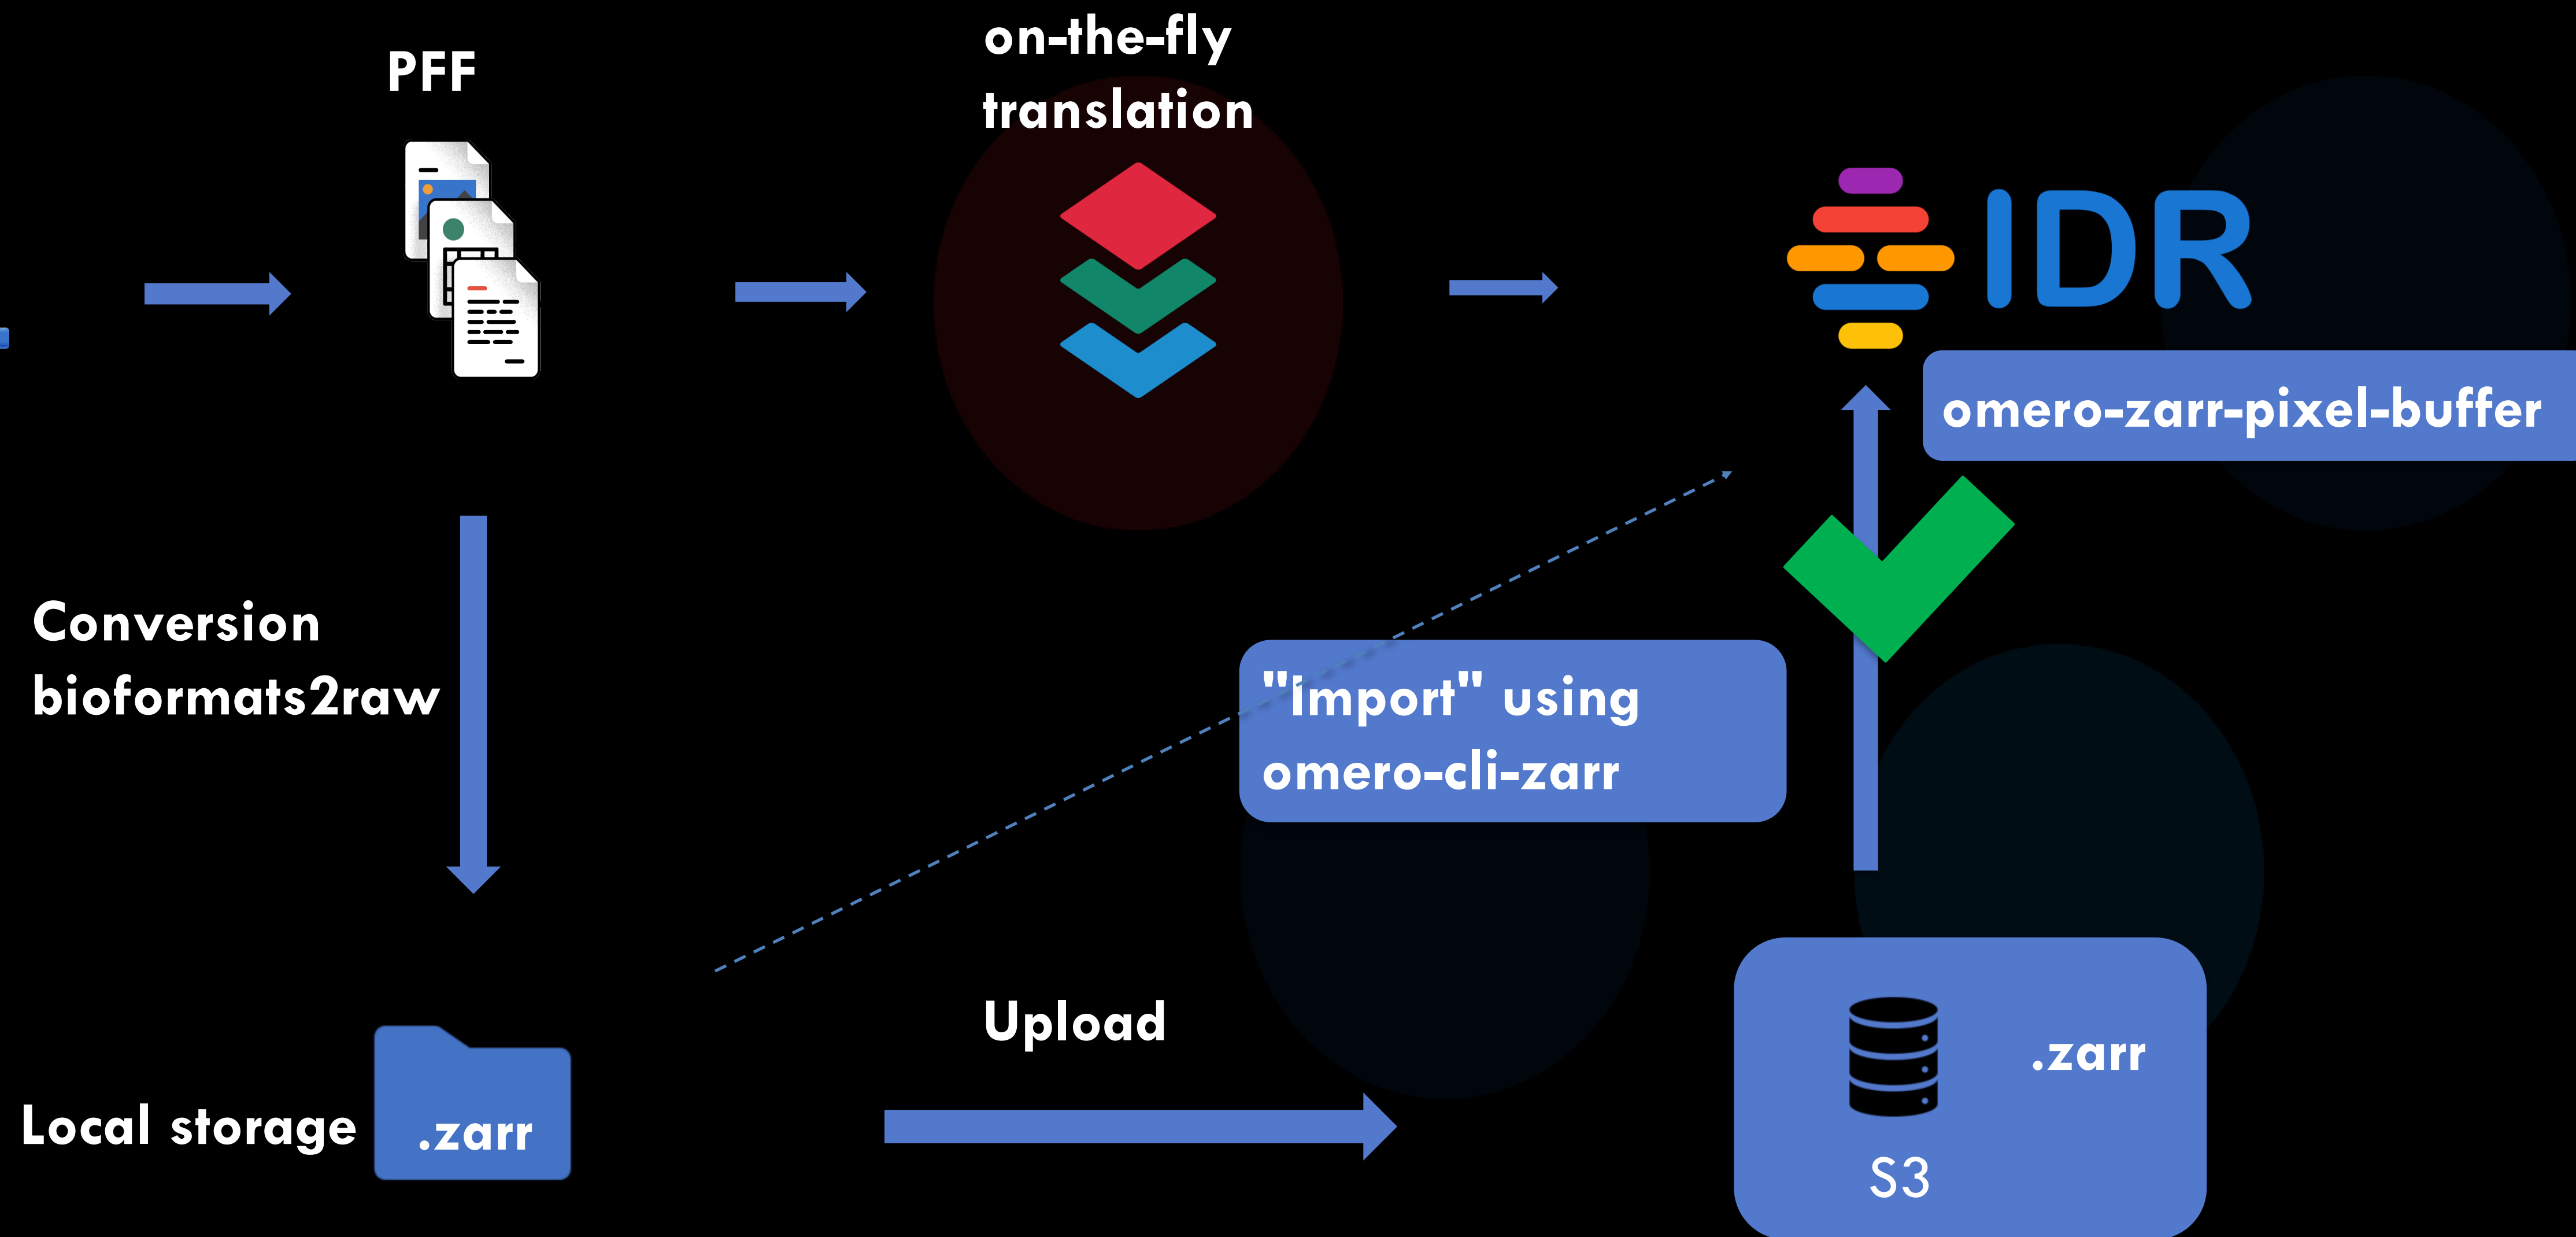 PFF
on-the-fly
translation
IDR
omero-zarr-pixel-buffer
Conversion
bioformats2raw
"Import" using
omero-cli-zarr
Upload
Local storage
.zarr
.zarr
S3